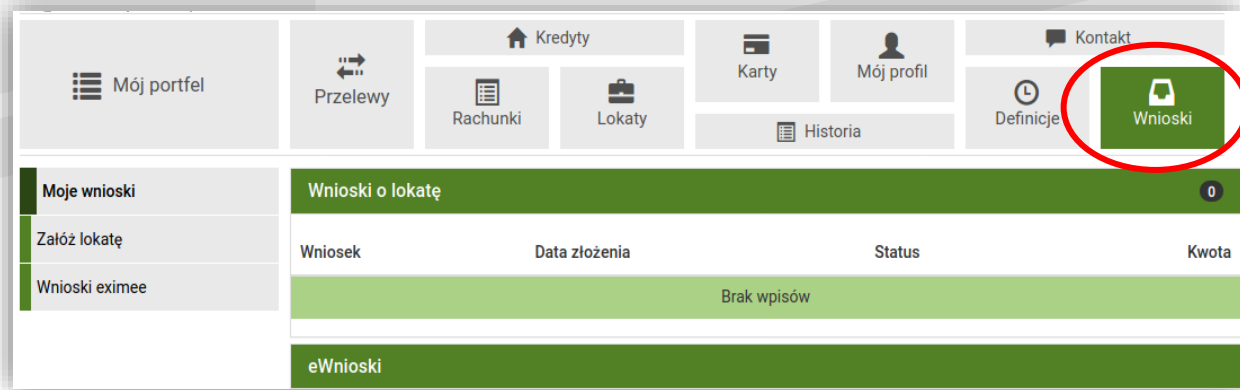 Mój portfel
Przelewy
Kredyty
Rachunki
Lokaty
Karty
Mój profil
Historia
Kontakt
Definicje
Wnioski
Moje wnioski
Załóż lokatę
Wnioski eximee
Wnioski o lokatę 0
Wniosek Data złożenia Status Kwota
Brak wpisów
eWnioski